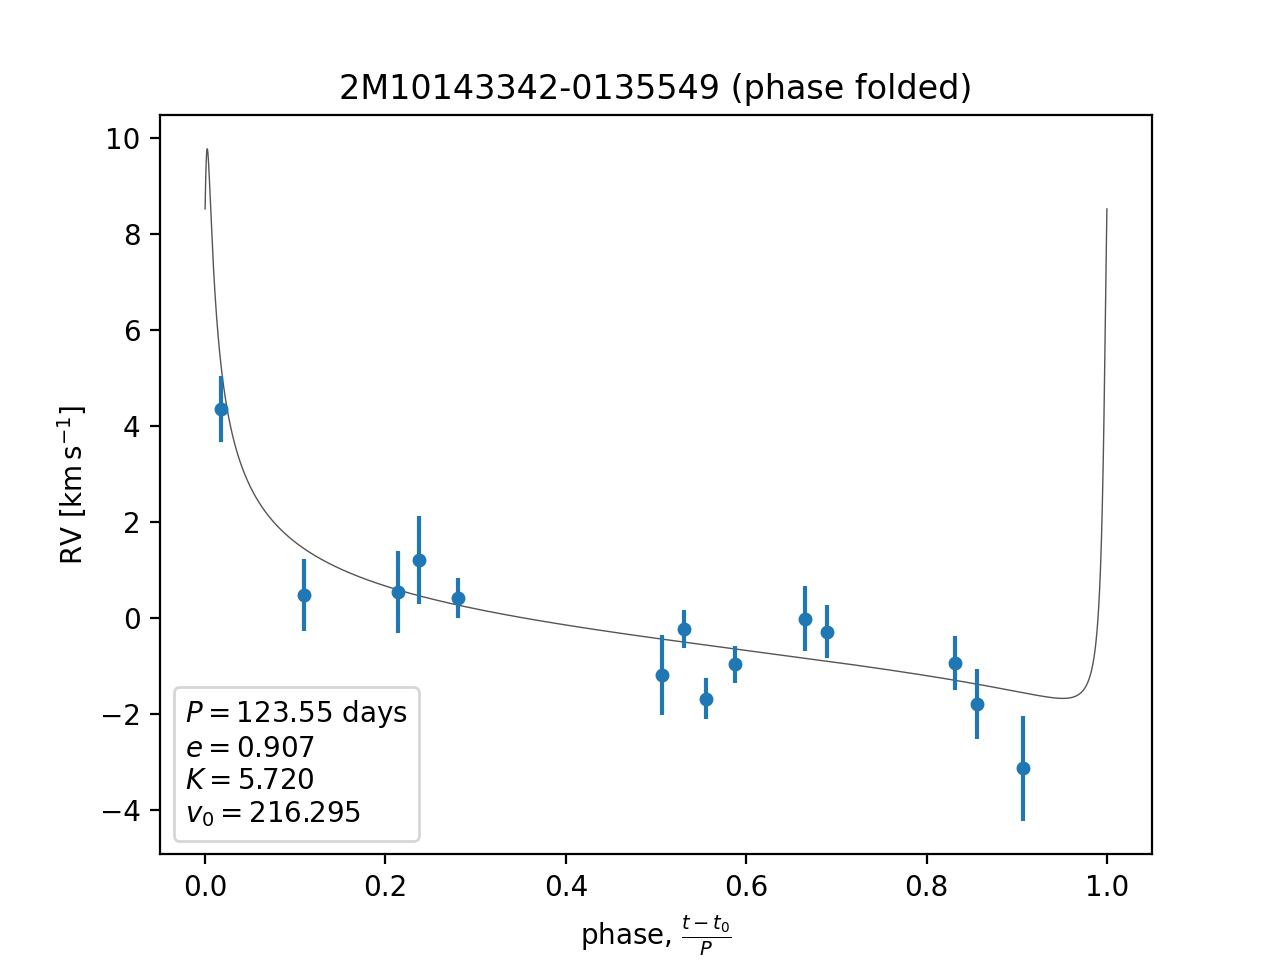 2M10143342-0135549 (phase folded)
RV [km s⁻¹]
10
8
6
4
2
0
−2
−4
P = 123.55 days
e = 0.907
K = 5.720
v₀ = 216.295
0.0 0.2 0.4 0.6 0.8 1.0
phase, (t − t₀)/P